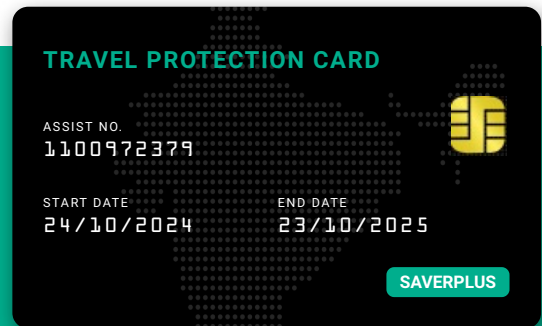 TRAVEL PROTECTION CARD
ASSIST NO.
1100972379
START DATE
24/10/2024
END DATE
23/10/2025
SAVERPLUS